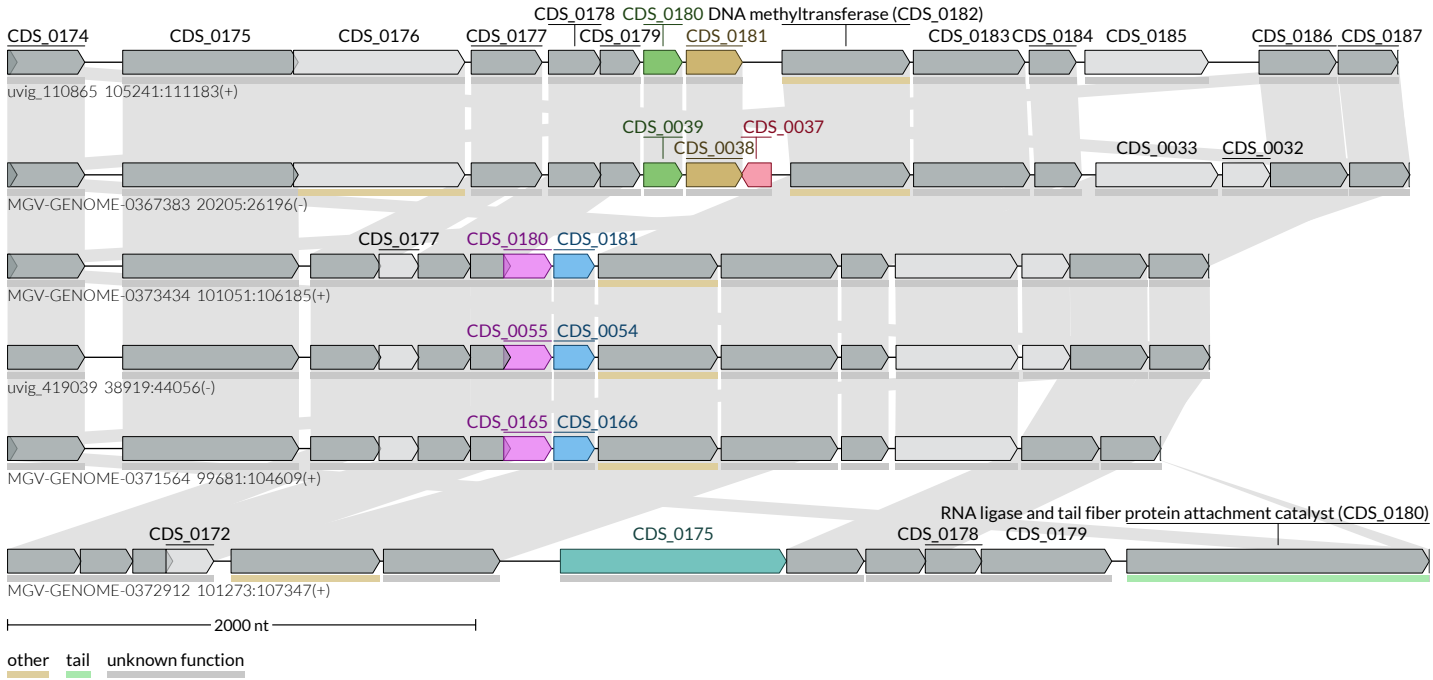 CDS_0178 CDS_0180 DNA methyltransferase (CDS_0182)
CDS_0174 CDS_0175 CDS_0176 CDS_0177 CDS_0179 CDS_0181 CDS_0183 CDS_0184 CDS_0185 CDS_0186 CDS_0187
uvig_110865 105241:111183(+)
CDS_0039 CDS_0037
CDS_0038 CDS_0033 CDS_0032
MGV-GENOME-0367383 20205:26196(-)
CDS_0177 CDS_0180 CDS_0181
MGV-GENOME-0373434 101051:106185(+)
CDS_0055 CDS_0054
uvig_419039 38919:44056(-)
CDS_0165 CDS_0166
MGV-GENOME-0371564 99681:104609(+)
RNA ligase and tail fiber protein attachment catalyst (CDS_0180)
CDS_0172 CDS_0175 CDS_0178 CDS_0179
MGV-GENOME-0372912 101273:107347(+)
2000 nt
other tail unknown function